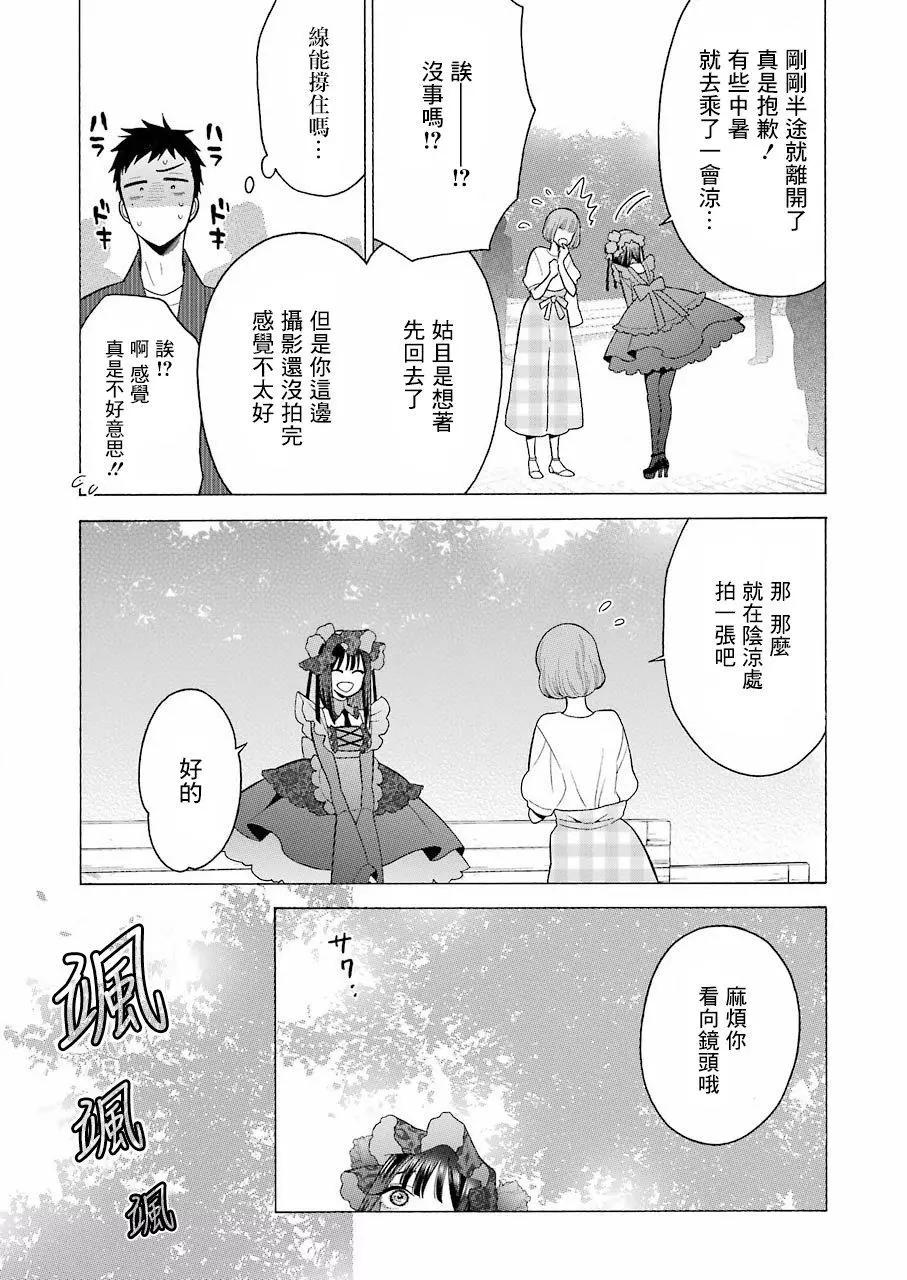 剛剛半途就離開了
真是抱歉！
有些中暑
就去乘了一會涼…
誒——!?
沒事嗎!?
姑且是想著
先回去了
但是你這邊
攝影還沒拍完
感覺不太好
線能撐住嗎…
ハラ
ハラ
ドキ
ドキ
誒!?
啊 感覺
真是不好意思!!
那 那麼
就在陰涼處
拍一張吧
好的
麻煩你
看向鏡頭哦
サク…
颯
颯
颯